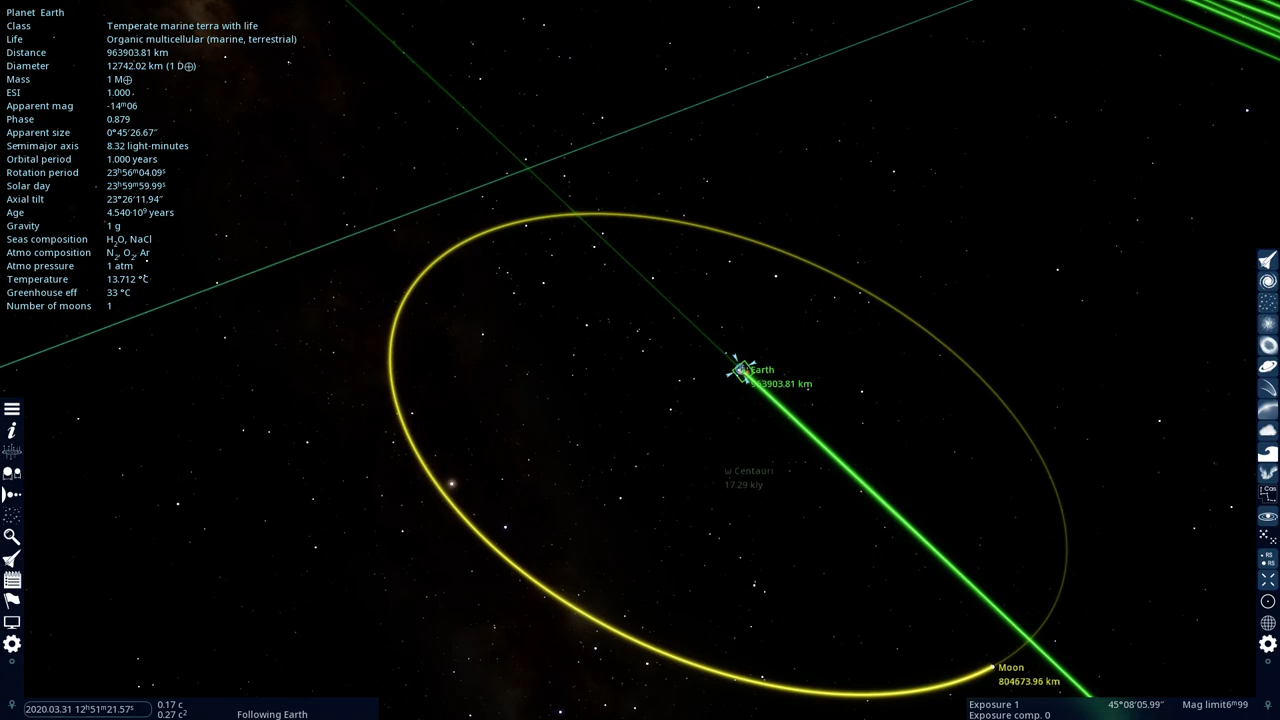 Planet Earth
Class Temperate marine terra with life
Life Organic multicellular (marine, terrestrial)
Distance 963903.81 km
Diameter 12742.02 km (1 D⊕)
Mass 1 M⊕
ESI 1.000
Apparent mag -14ᵐ06
Phase 0.879
Apparent size 0°45′26.67″
Semimajor axis 8.32 light-minutes
Orbital period 1.000 years
Rotation period 23ʰ56ᵐ04.09ˢ
Solar day 23ʰ59ᵐ59.99ˢ
Axial tilt 23°26′11.94″
Age 4.540·10⁹ years
Gravity 1 g
Seas composition H₂O, NaCl
Atmo composition N₂, O₂, Ar
Atmo pressure 1 atm
Temperature 13.712 °C
Greenhouse eff 33 °C
Number of moons 1
Earth
963903.81 km
ω Centauri
17.29 kly
Moon
804673.96 km
Cas
RS
RS
2020.03.31 12ʰ51ᵐ21.57ˢ
0.17 c
0.27 c²
Following Earth
Exposure 1
Exposure comp. 0
45°08′05.99″
Mag limit6ᵐ99